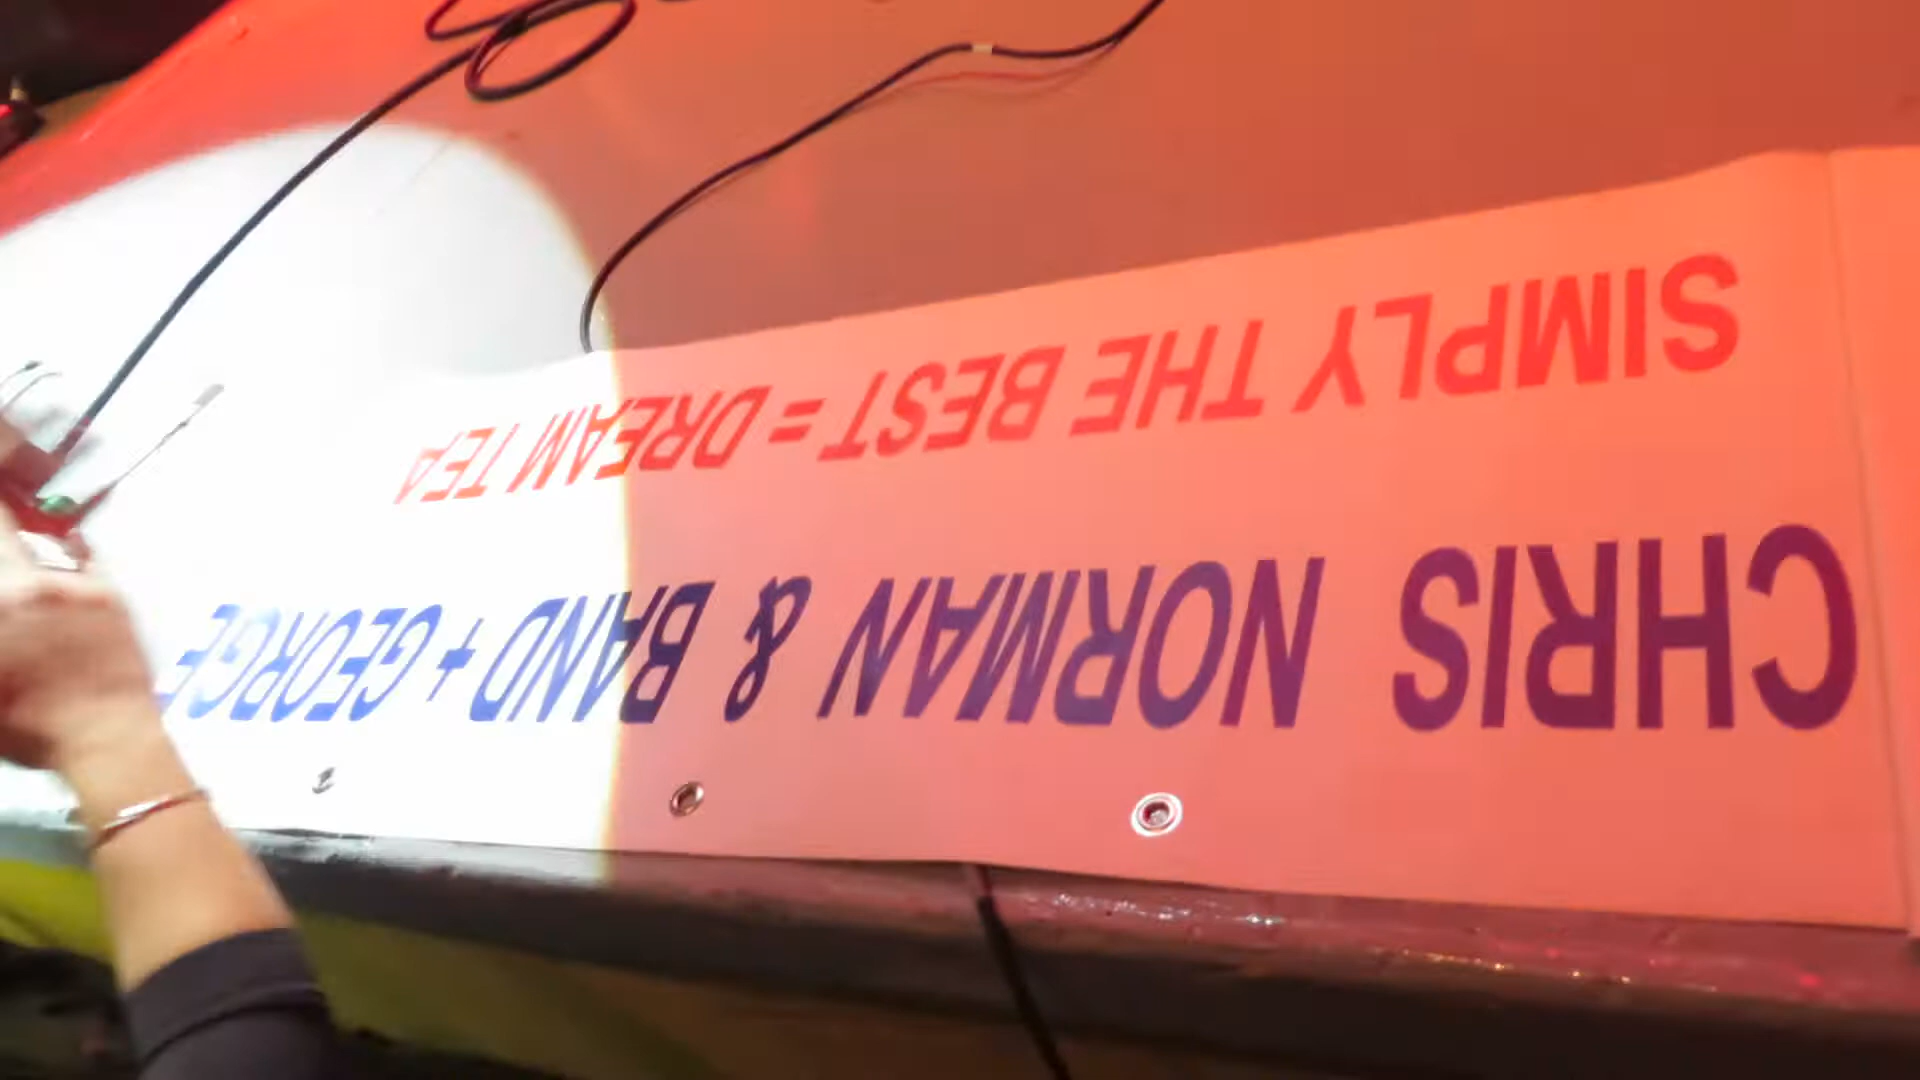 CHRIS NORMAN & BAND + GEORGE
SIMPLY THE BEST = DREAM TEA